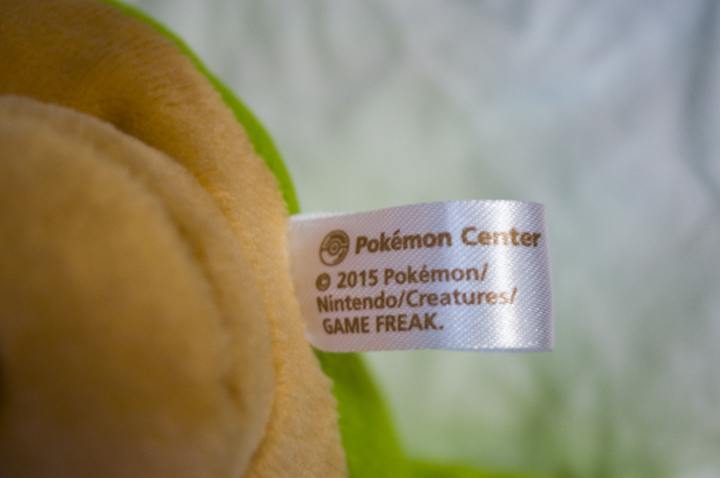 Pokémon Center
© 2015 Pokémon/
Nintendo/Creatures/
GAME FREAK.